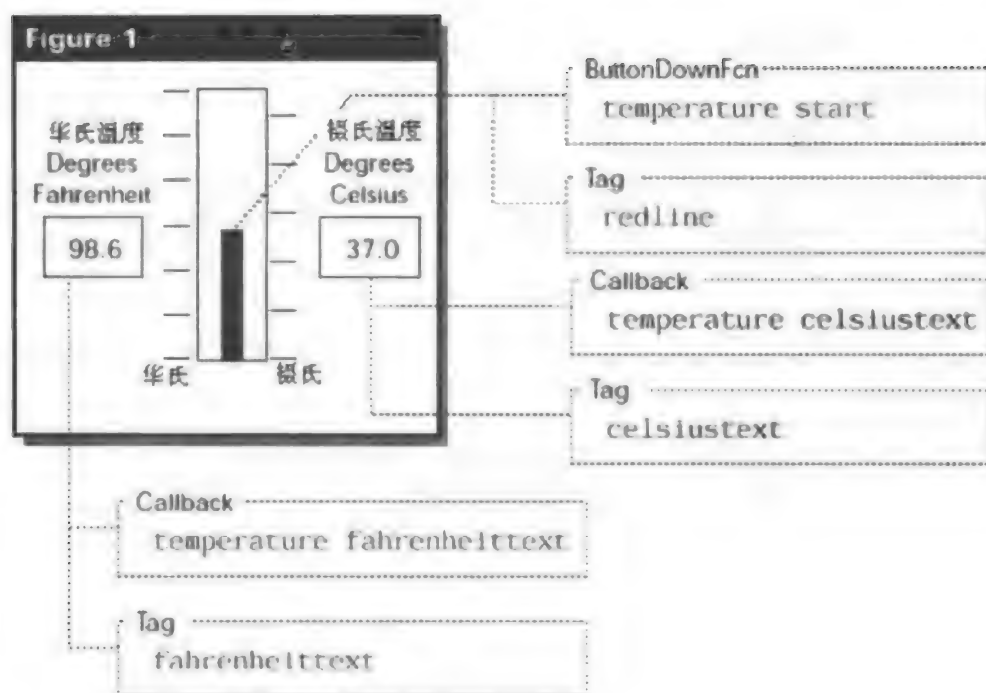 Figure 1
华氏温度
Degrees
Fahrenheit
98.6
摄氏温度
Degrees
Celsius
37.0
华氏
摄氏
ButtonDownFcn
temperature start
Tag
redline
Callback
temperature celsiustext
Tag
celsiustext
Callback
temperature fahrenheittext
Tag
fahrenheittext